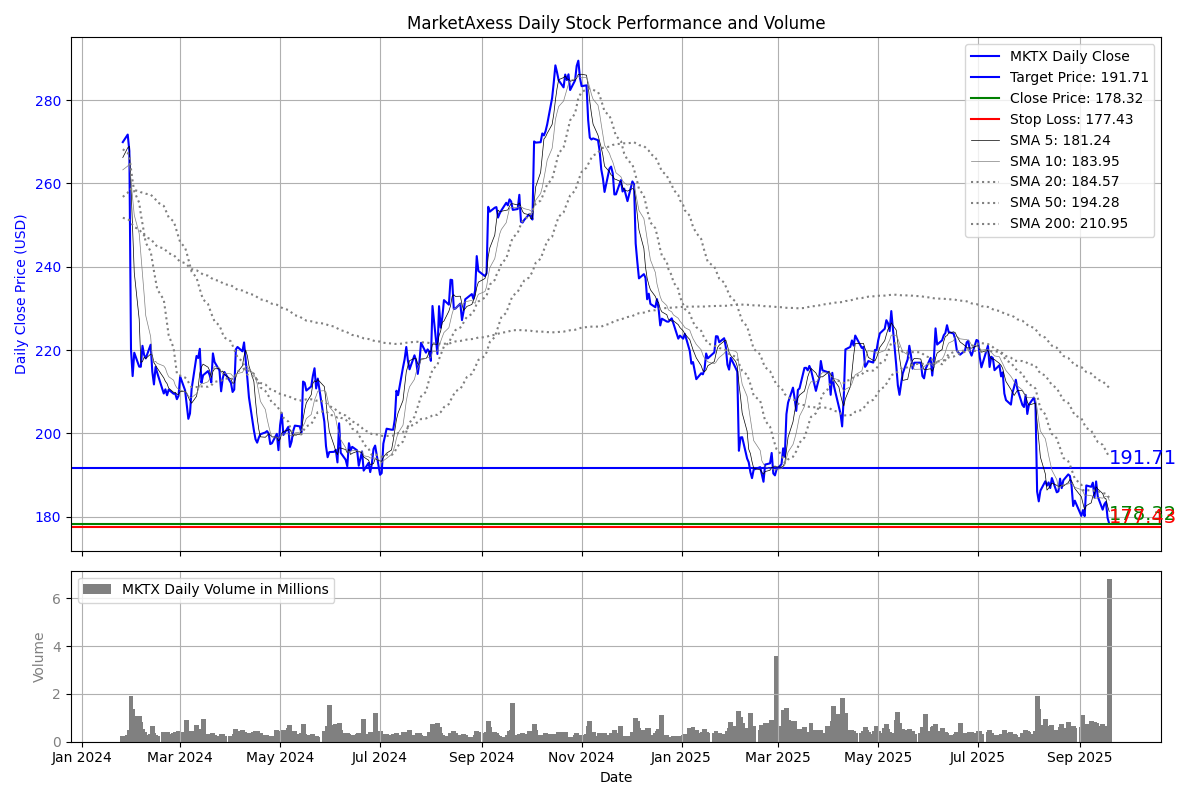 MarketAxess Daily Stock Performance and Volume
Daily Close Price (USD)
280
260
240
220
200
180
MKTX Daily Close
Target Price: 191.71
Close Price: 178.32
Stop Loss: 177.43
SMA 5: 181.24
SMA 10: 183.95
SMA 20: 184.57
SMA 50: 194.28
SMA 200: 210.95
191.71
178.32
177.43
MKTX Daily Volume in Millions
Volume
6
4
2
0
Jan 2024
Mar 2024
May 2024
Jul 2024
Sep 2024
Nov 2024
Jan 2025
Mar 2025
May 2025
Jul 2025
Sep 2025
Date